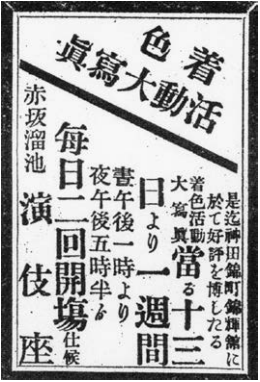 着色
活動大寫眞
是迄神田錦町錦輝館に
於て好評を博したる
着色活動
大寫眞當る十三
日より一週間
晝午後一時より
夜午後五時半ゟ
每日二回開塲仕候
赤坂溜池
演伎座